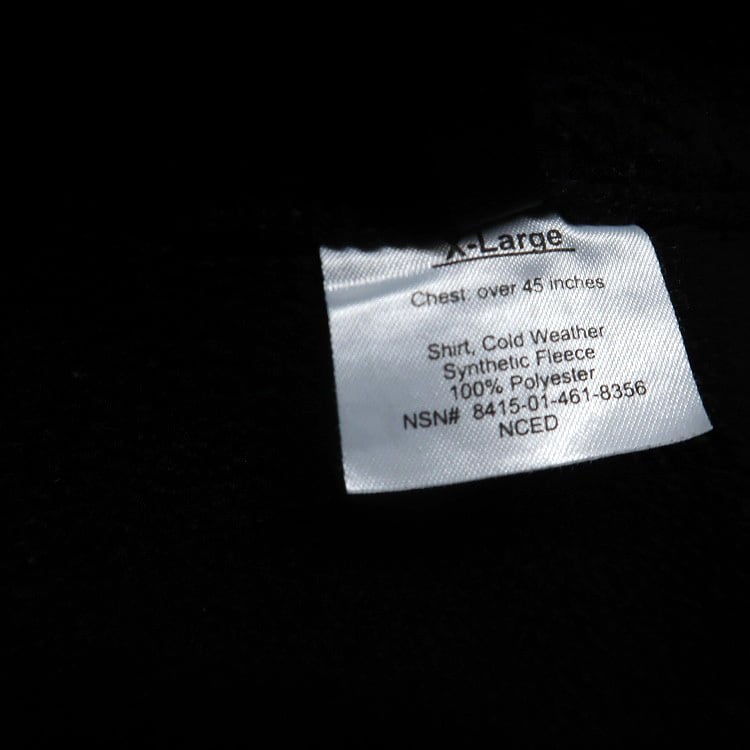 X-Large
Chest: over 45 inches
Shirt, Cold Weather
Synthetic Fleece
100% Polyester
NSN# 8415-01-461-8356
NCED